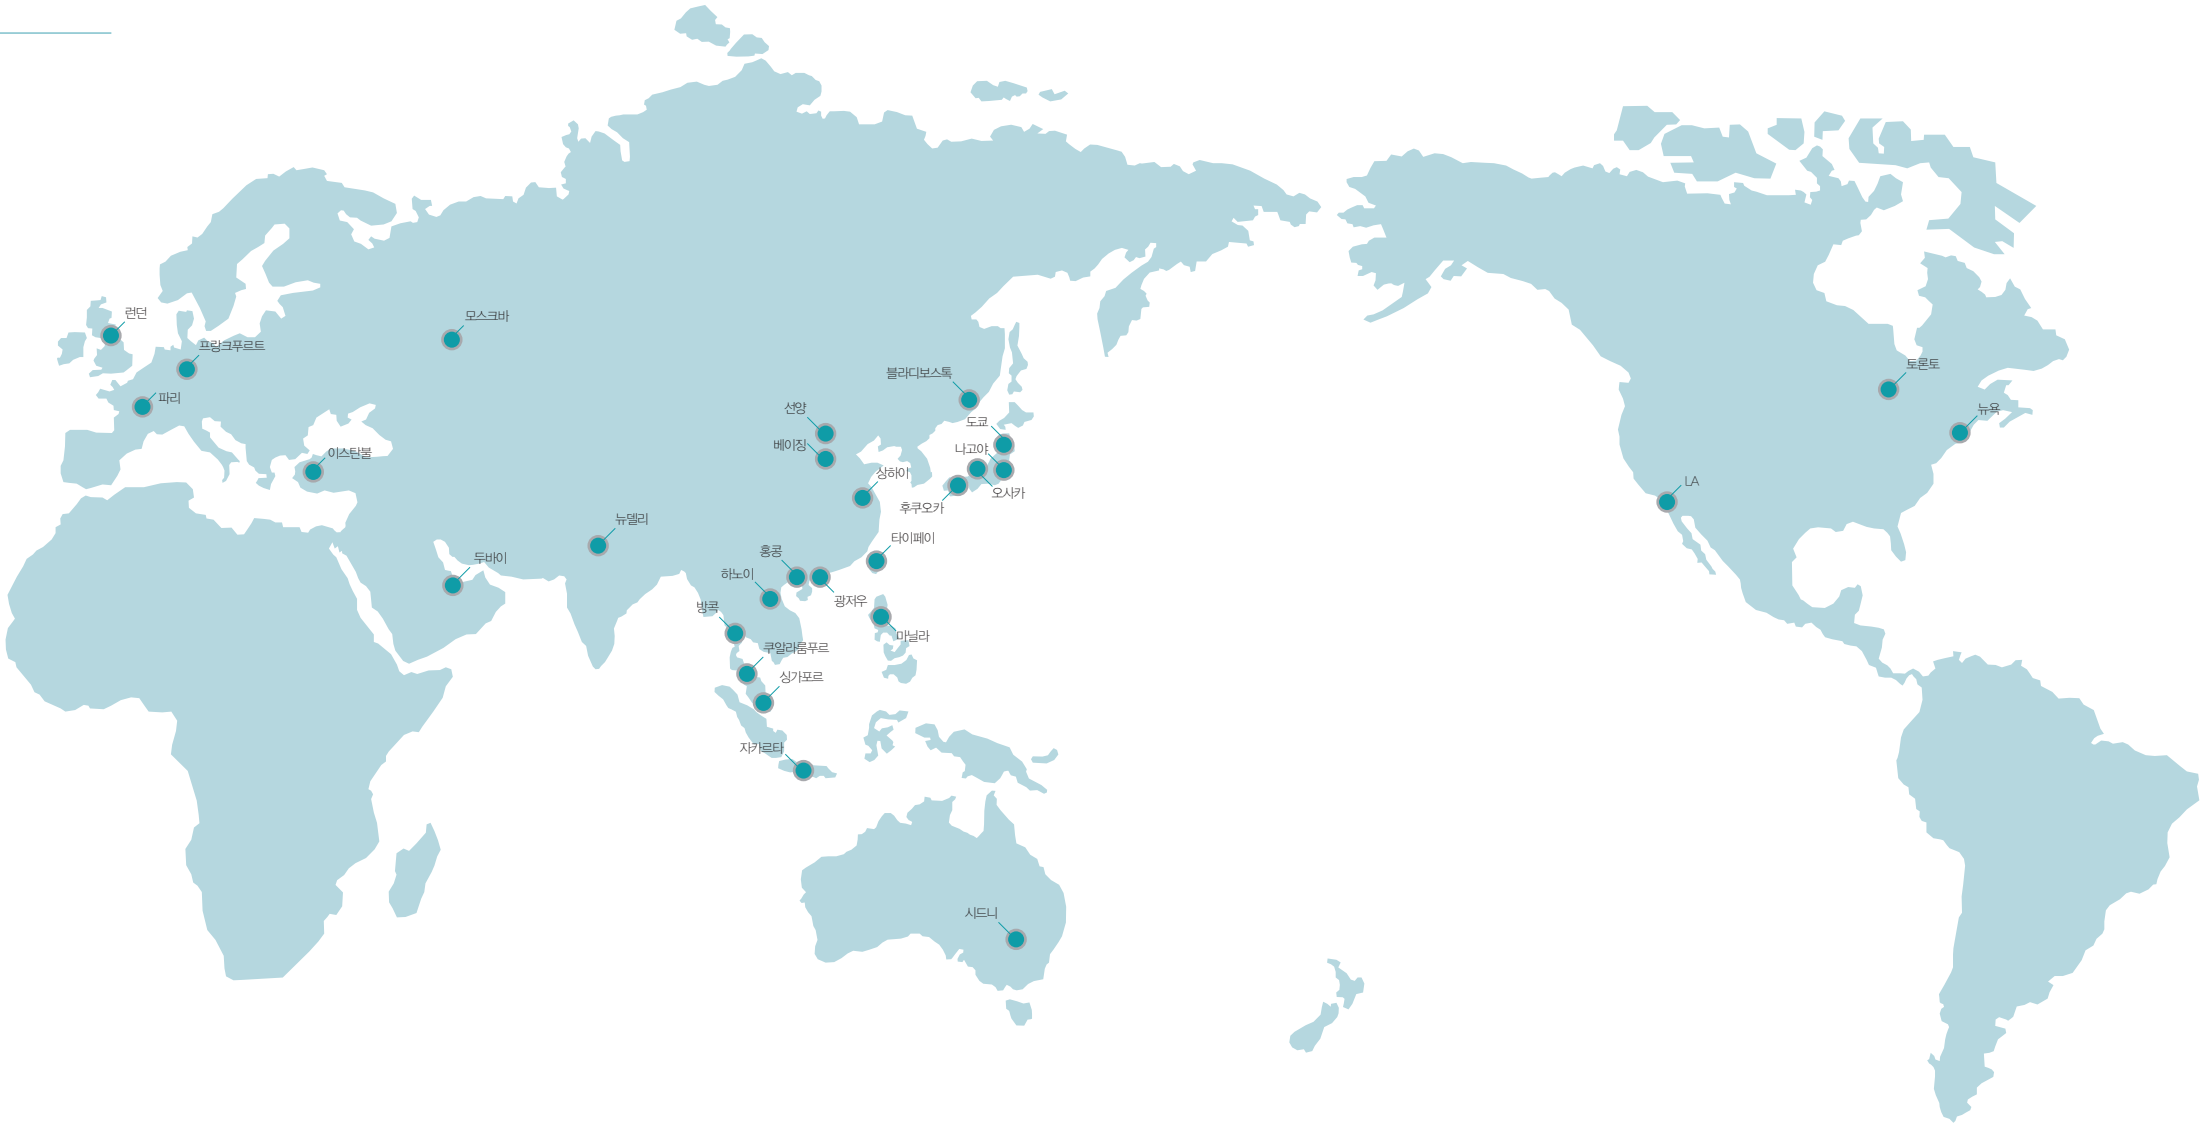 런던
모스크바
프랑크푸르트
파리
이스탄불
블라디보스톡
선양
베이징
도쿄
나고야
상하이
오사카
후쿠오카
뉴델리
두바이
타이페이
홍콩
하노이
광저우
방콕
마닐라
쿠알라룸푸르
싱가포르
자카르타
시드니
토론토
뉴욕
LA